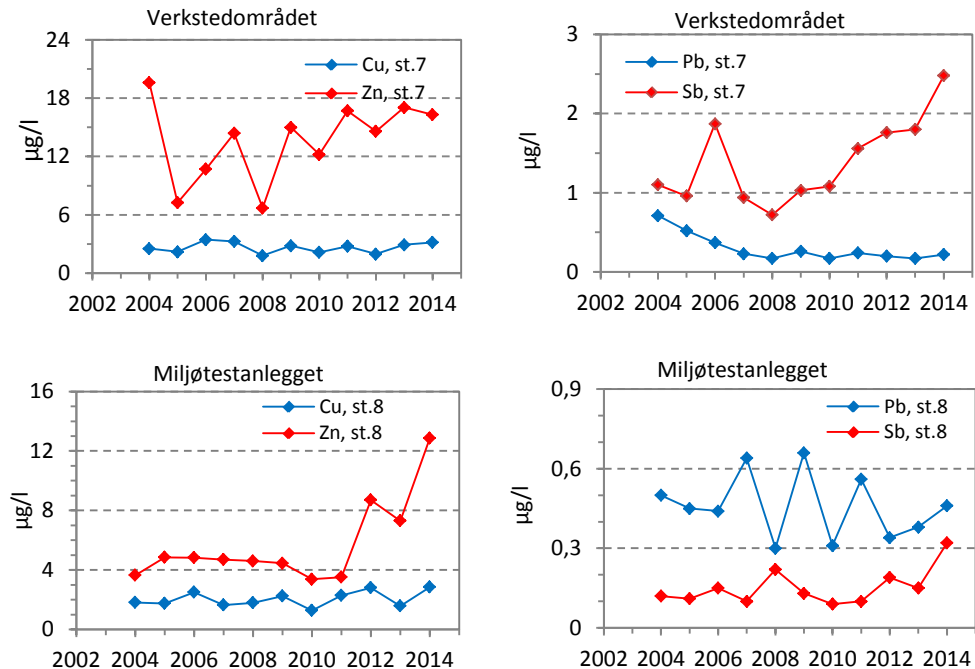 Verkstedområdet
24
18
12
6
0
µg/l
Cu, st.7
Zn, st.7
2002 2004 2006 2008 2010 2012 2014
Verkstedområdet
3
2
1
0
µg/l
Pb, st.7
Sb, st.7
2002 2004 2006 2008 2010 2012 2014
Miljøtestanlegget
16
12
8
4
0
µg/l
Cu, st.8
Zn, st.8
2002 2004 2006 2008 2010 2012 2014
Miljøtestanlegget
0,9
0,6
0,3
0
µg/l
Pb, st.8
Sb, st.8
2002 2004 2006 2008 2010 2012 2014